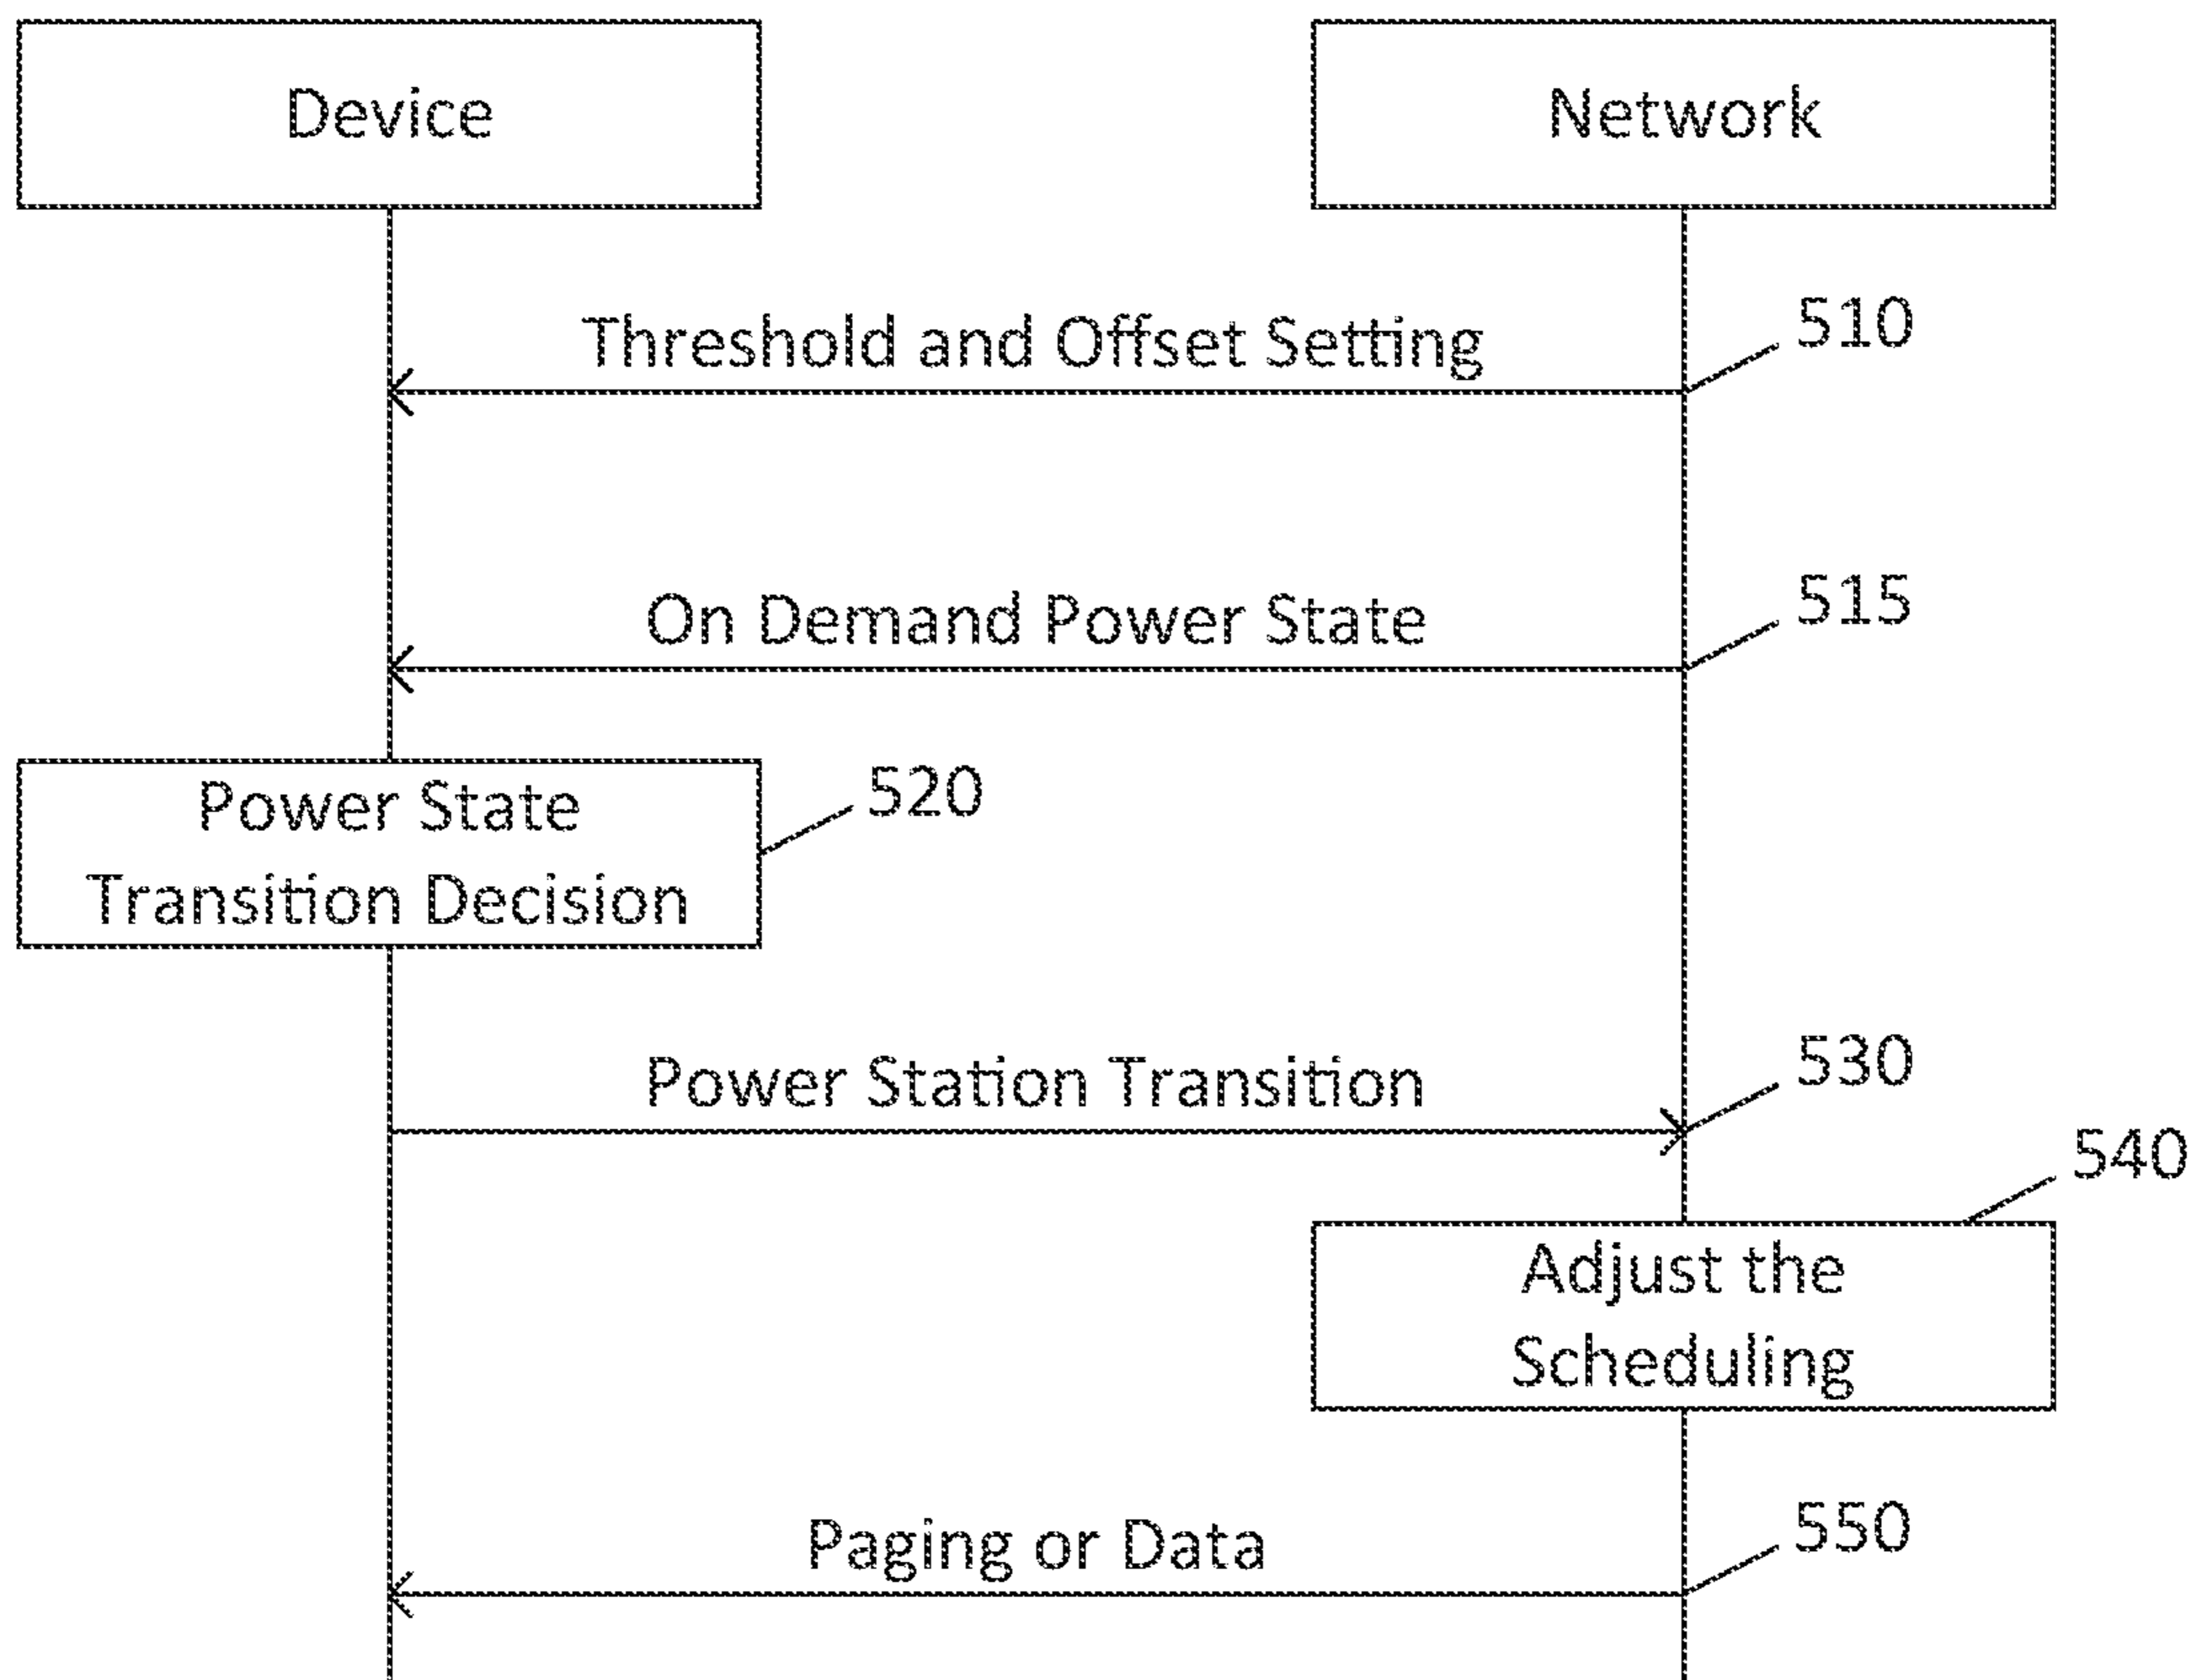 Device
Network
Threshold and Offset Setting
510
On Demand Power State
515
Power State
Transition Decision
520
Power Station Transition
530
540
Adjust the
Scheduling
Paging or Data
550